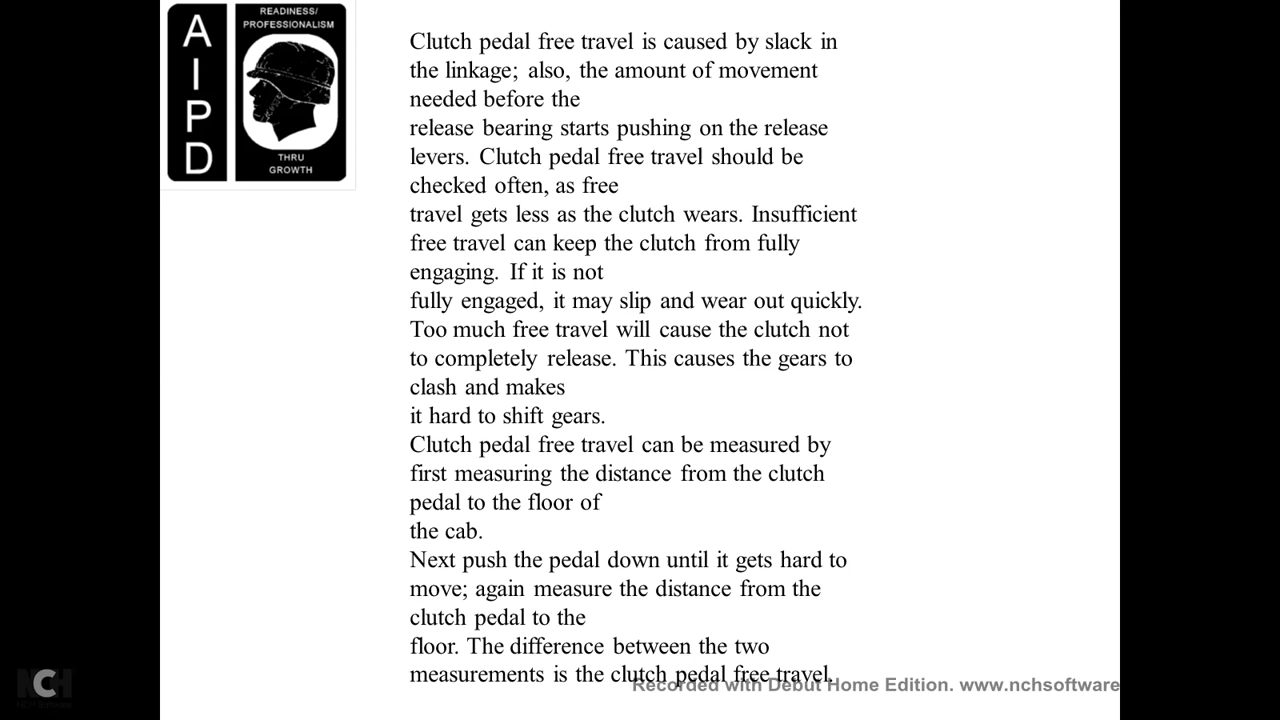 A
I
P
D
READINESS/
PROFESSIONALISM
THRU
GROWTH
Clutch pedal free travel is caused by slack in
the linkage; also, the amount of movement
needed before the
release bearing starts pushing on the release
levers. Clutch pedal free travel should be
checked often, as free
travel gets less as the clutch wears. Insufficient
free travel can keep the clutch from fully
engaging. If it is not
fully engaged, it may slip and wear out quickly.
Too much free travel will cause the clutch not
to completely release. This causes the gears to
clash and makes
it hard to shift gears.
Clutch pedal free travel can be measured by
first measuring the distance from the clutch
pedal to the floor of
the cab.
Next push the pedal down until it gets hard to
move; again measure the distance from the
clutch pedal to the
floor. The difference between the two
measurements is the clutch pedal free travel.
Recorded with Debut Home Edition. www.nchsoftware
NCH
NCH Software